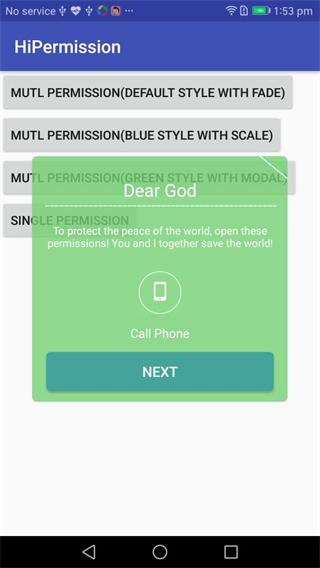 No service 1:53 pm
HiPermission
MUTL PERMISSION(DEFAULT STYLE WITH FADE)
MUTL PERMISSION(BLUE STYLE WITH SCALE)
MUTL PERMISSION(GREEN STYLE WITH MODAL)
SINGLE PERMISSION
Dear God
To protect the peace of the world, open these
permissions! You and I together save the world!
Call Phone
NEXT